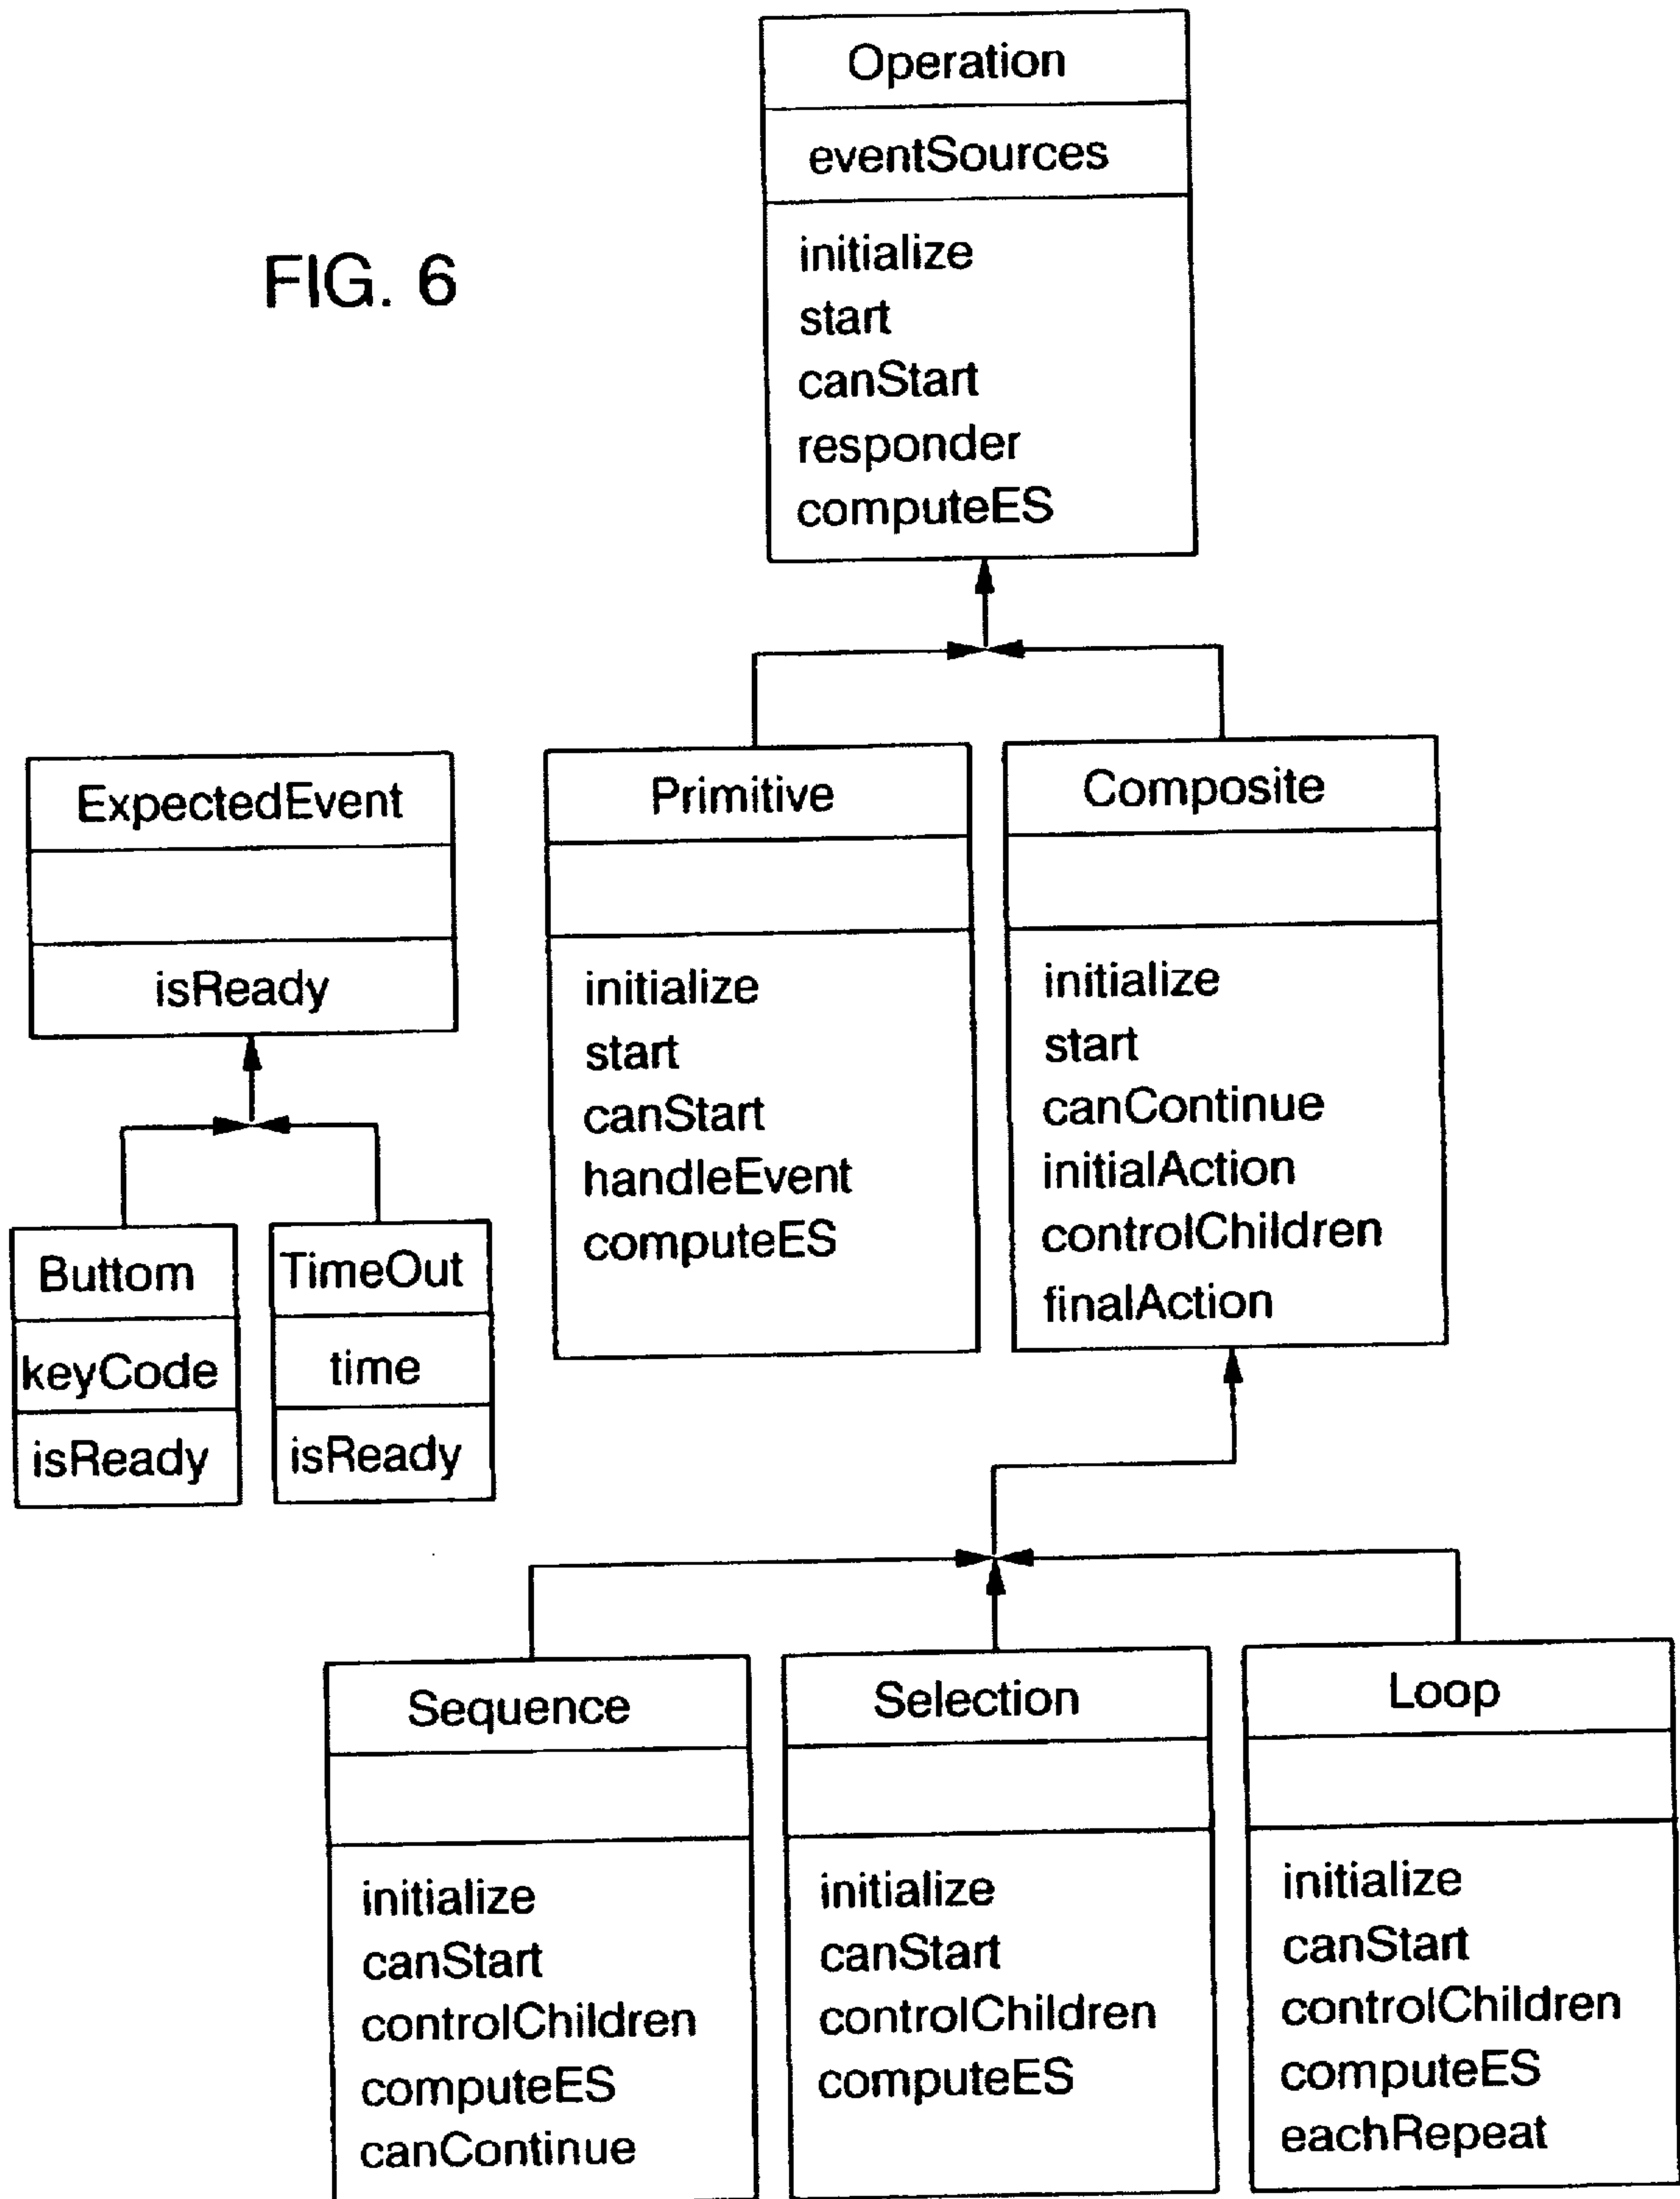 Operation
eventSources
initialize
start
canStart
responder
computeES
FIG. 6
ExpectedEvent
isReady
Primitive
initialize
start
canStart
handleEvent
computeES
Composite
initialize
start
canContinue
initialAction
controlChildren
finalAction
Buttom
keyCode
isReady
TimeOut
time
isReady
Sequence
initialize
canStart
controlChildren
computeES
canContinue
Selection
initialize
canStart
controlChildren
computeES
Loop
initialize
canStart
controlChildren
computeES
eachRepeat